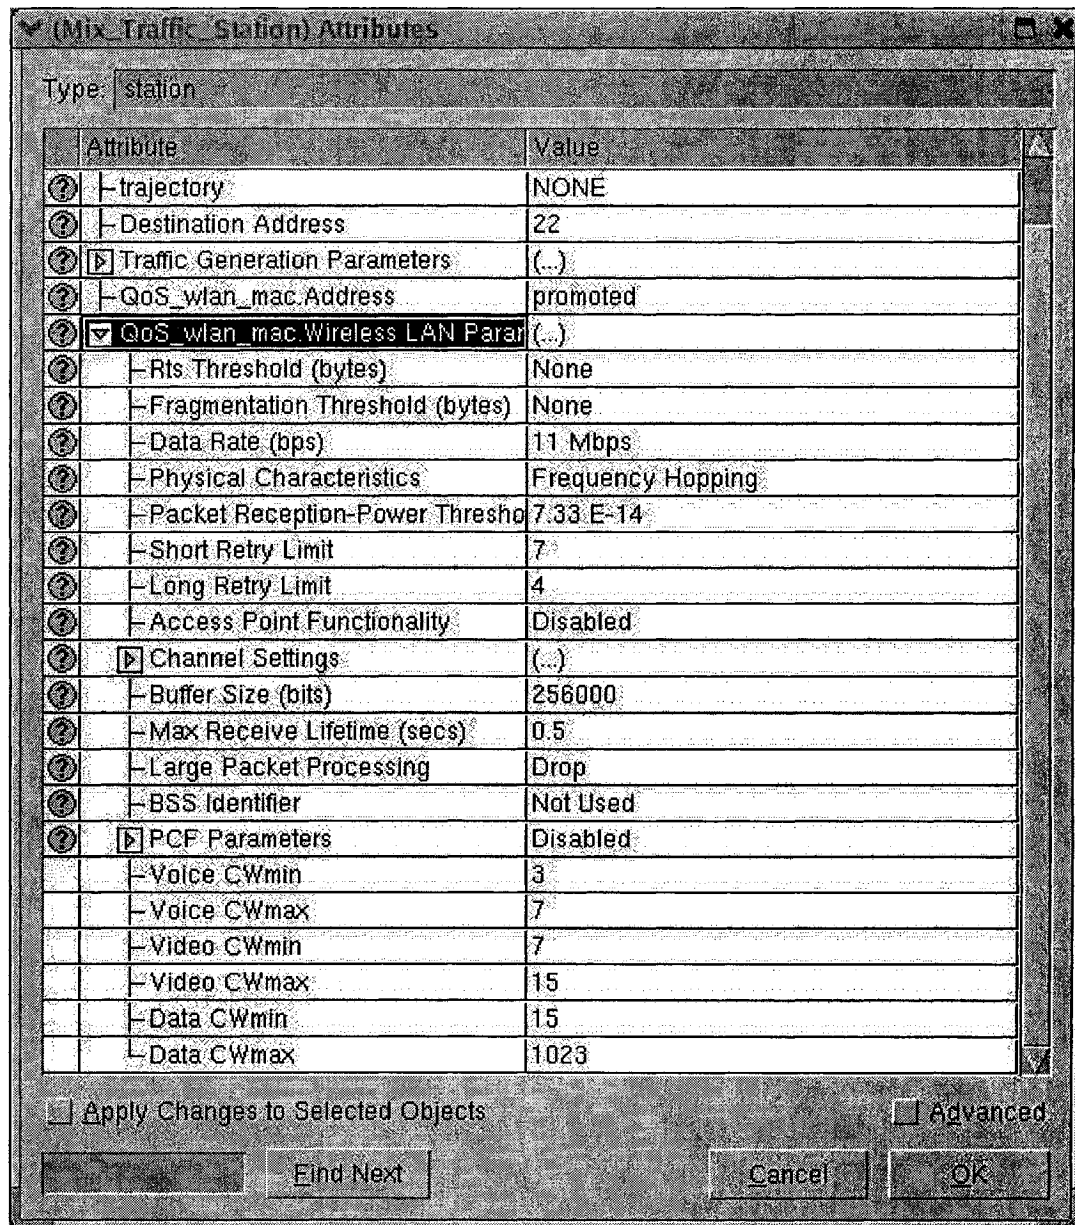 (Mix_Traffic_Station) Attributes
Type: station
Attribute Value
trajectory NONE
Destination Address 22
Traffic Generation Parameters (...)
QoS_wlan_mac.Address promoted
QoS_wlan_mac.Wireless LAN Param (...)
Rts Threshold (bytes) None
Fragmentation Threshold (bytes) None
Data Rate (bps) 11 Mbps
Physical Characteristics Frequency Hopping
Packet Reception-Power Thresho 7.33 E-14
Short Retry Limit 7
Long Retry Limit 4
Access Point Functionality Disabled
Channel Settings (...)
Buffer Size (bits) 256000
Max Receive Lifetime (secs) 0.5
Large Packet Processing Drop
BSS Identifier Not Used
PCF Parameters Disabled
Voice CWmin 3
Voice CWmax 7
Video CWmin 7
Video CWmax 15
Data CWmin 15
Data CWmax 1023
Apply Changes to Selected Objects Advanced
Find Next Cancel OK